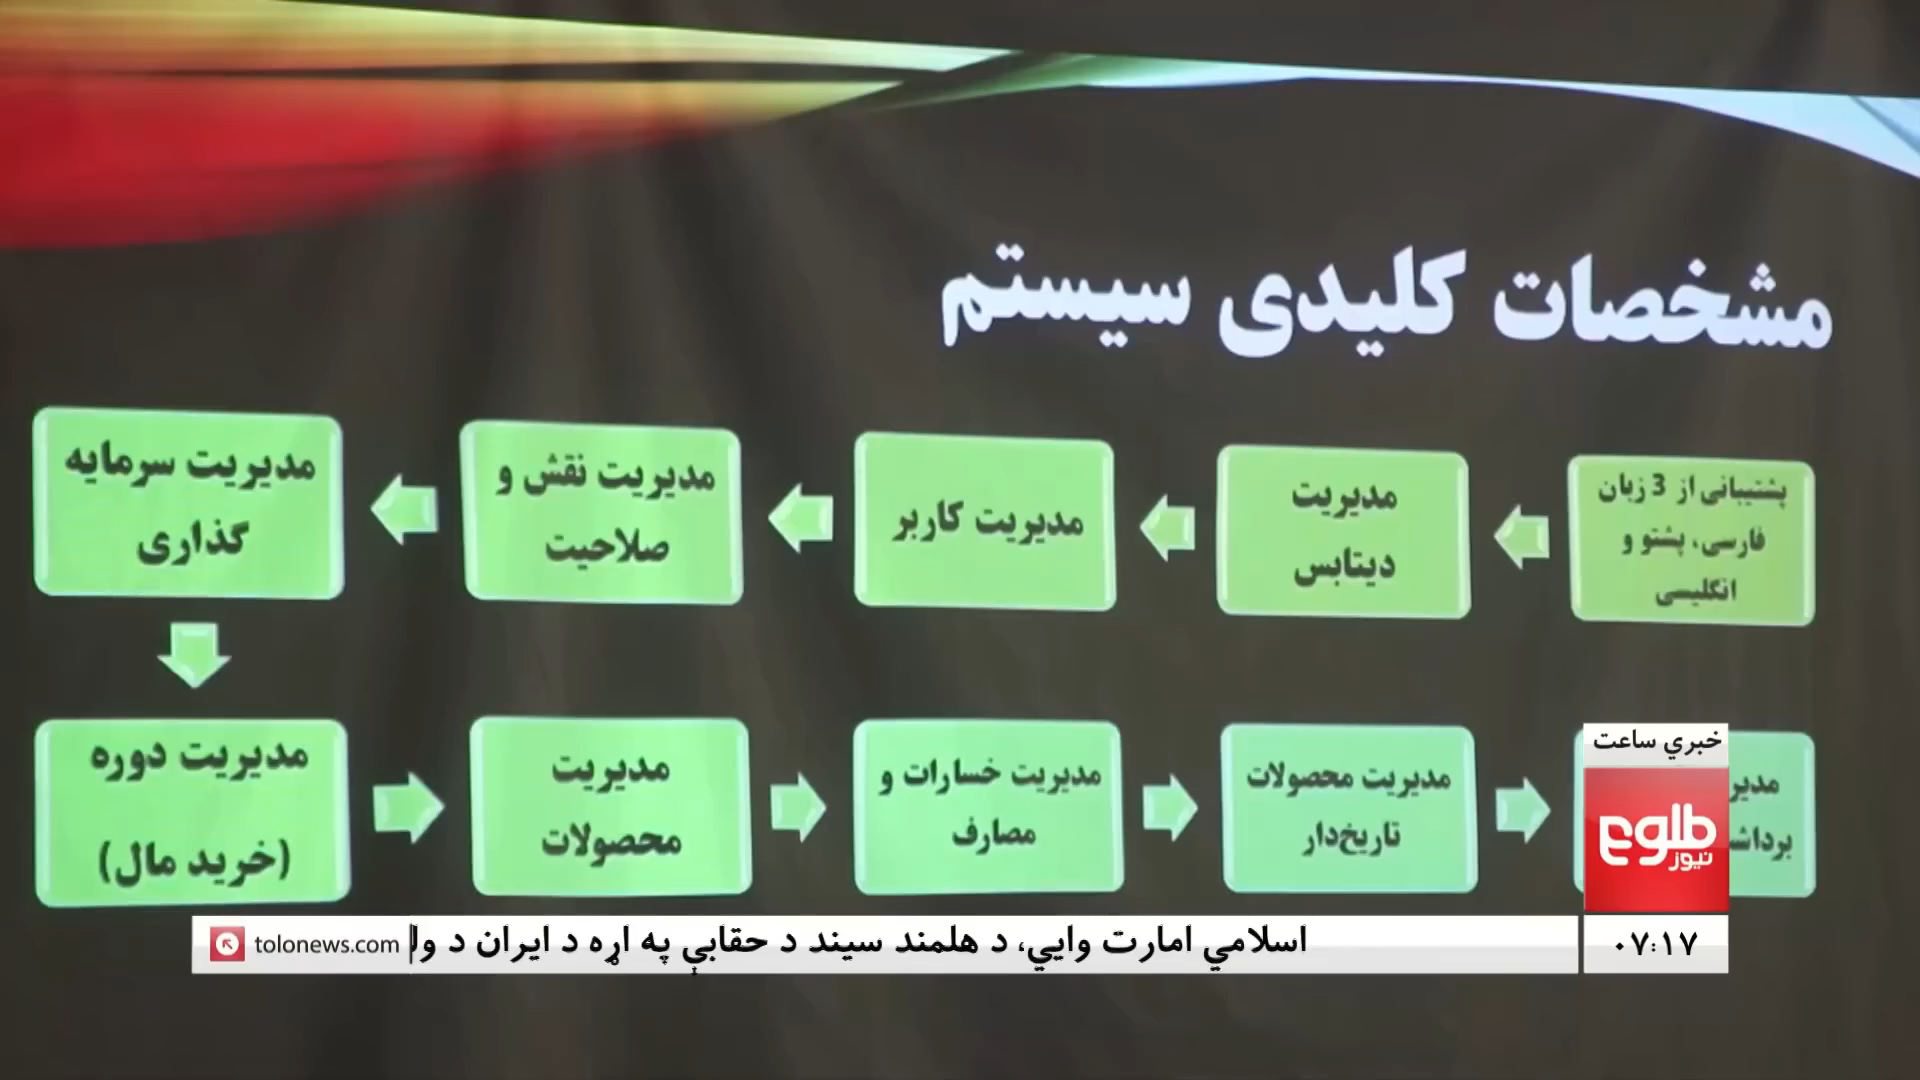 مشخصات کلیدی سیستم
پشتیبانی از 3 زبان
فارسی، پشتو و
انگلیسی
مدیریت
دیتابس
مدیریت کاربر
مدیریت نقش و
صلاحیت
مدیریت سرمایه
گذاری
مدیریت دوره
(خرید مال)
مدیریت
محصولات
مدیریت خسارات و
مصارف
مدیریت محصولات
تاریخ‌دار
خبري ساعت
طلوع
نیوز
۰۷:۱۷
اسلامي امارت وايي، د هلمند سيند د حقابې په اړه د ايران د
tolonews.com